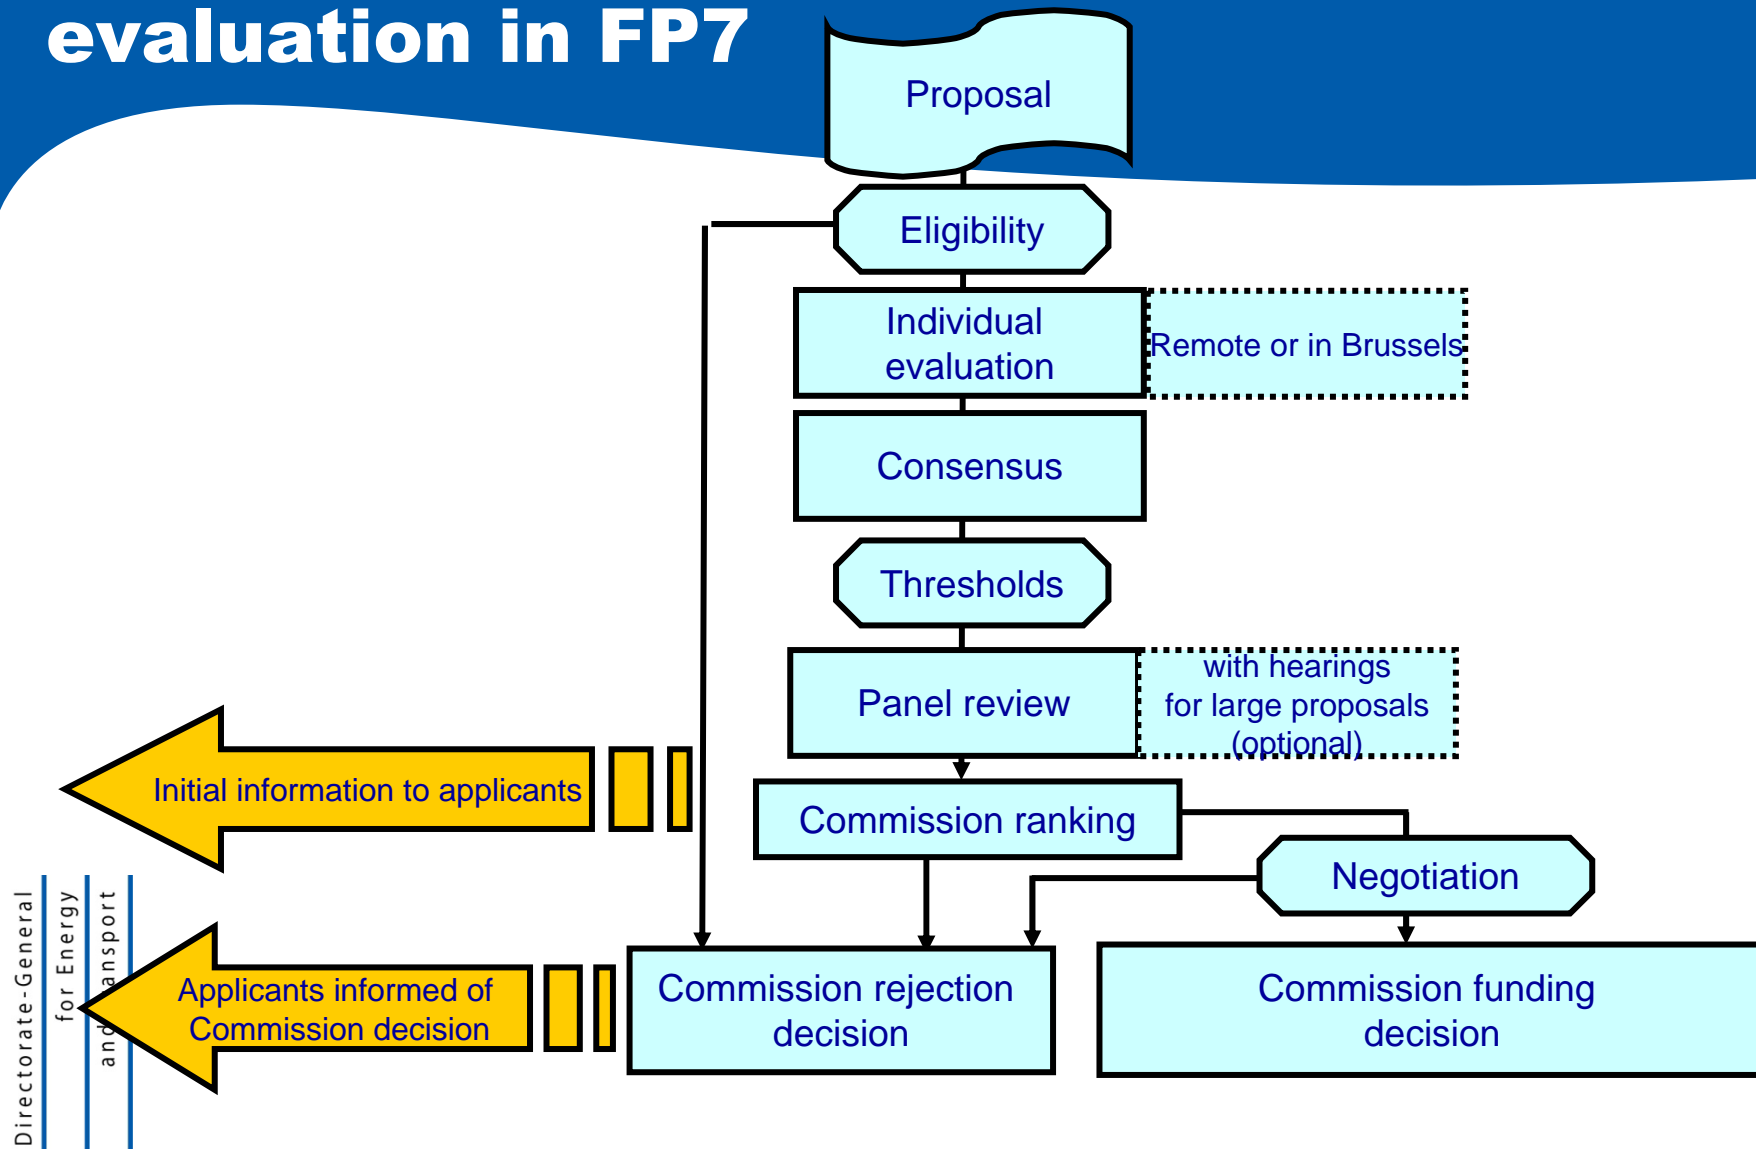 evaluation in FP7
Proposal
Eligibility
Individual
evaluation
Remote or in Brussels
Consensus
Thresholds
Panel review
with hearings
for large proposals
(optional)
Initial information to applicants
Commission ranking
Negotiation
Applicants informed of
Commission decision
Commission rejection
decision
Commission funding
decision
Directorate-General
for Energy
and ansport